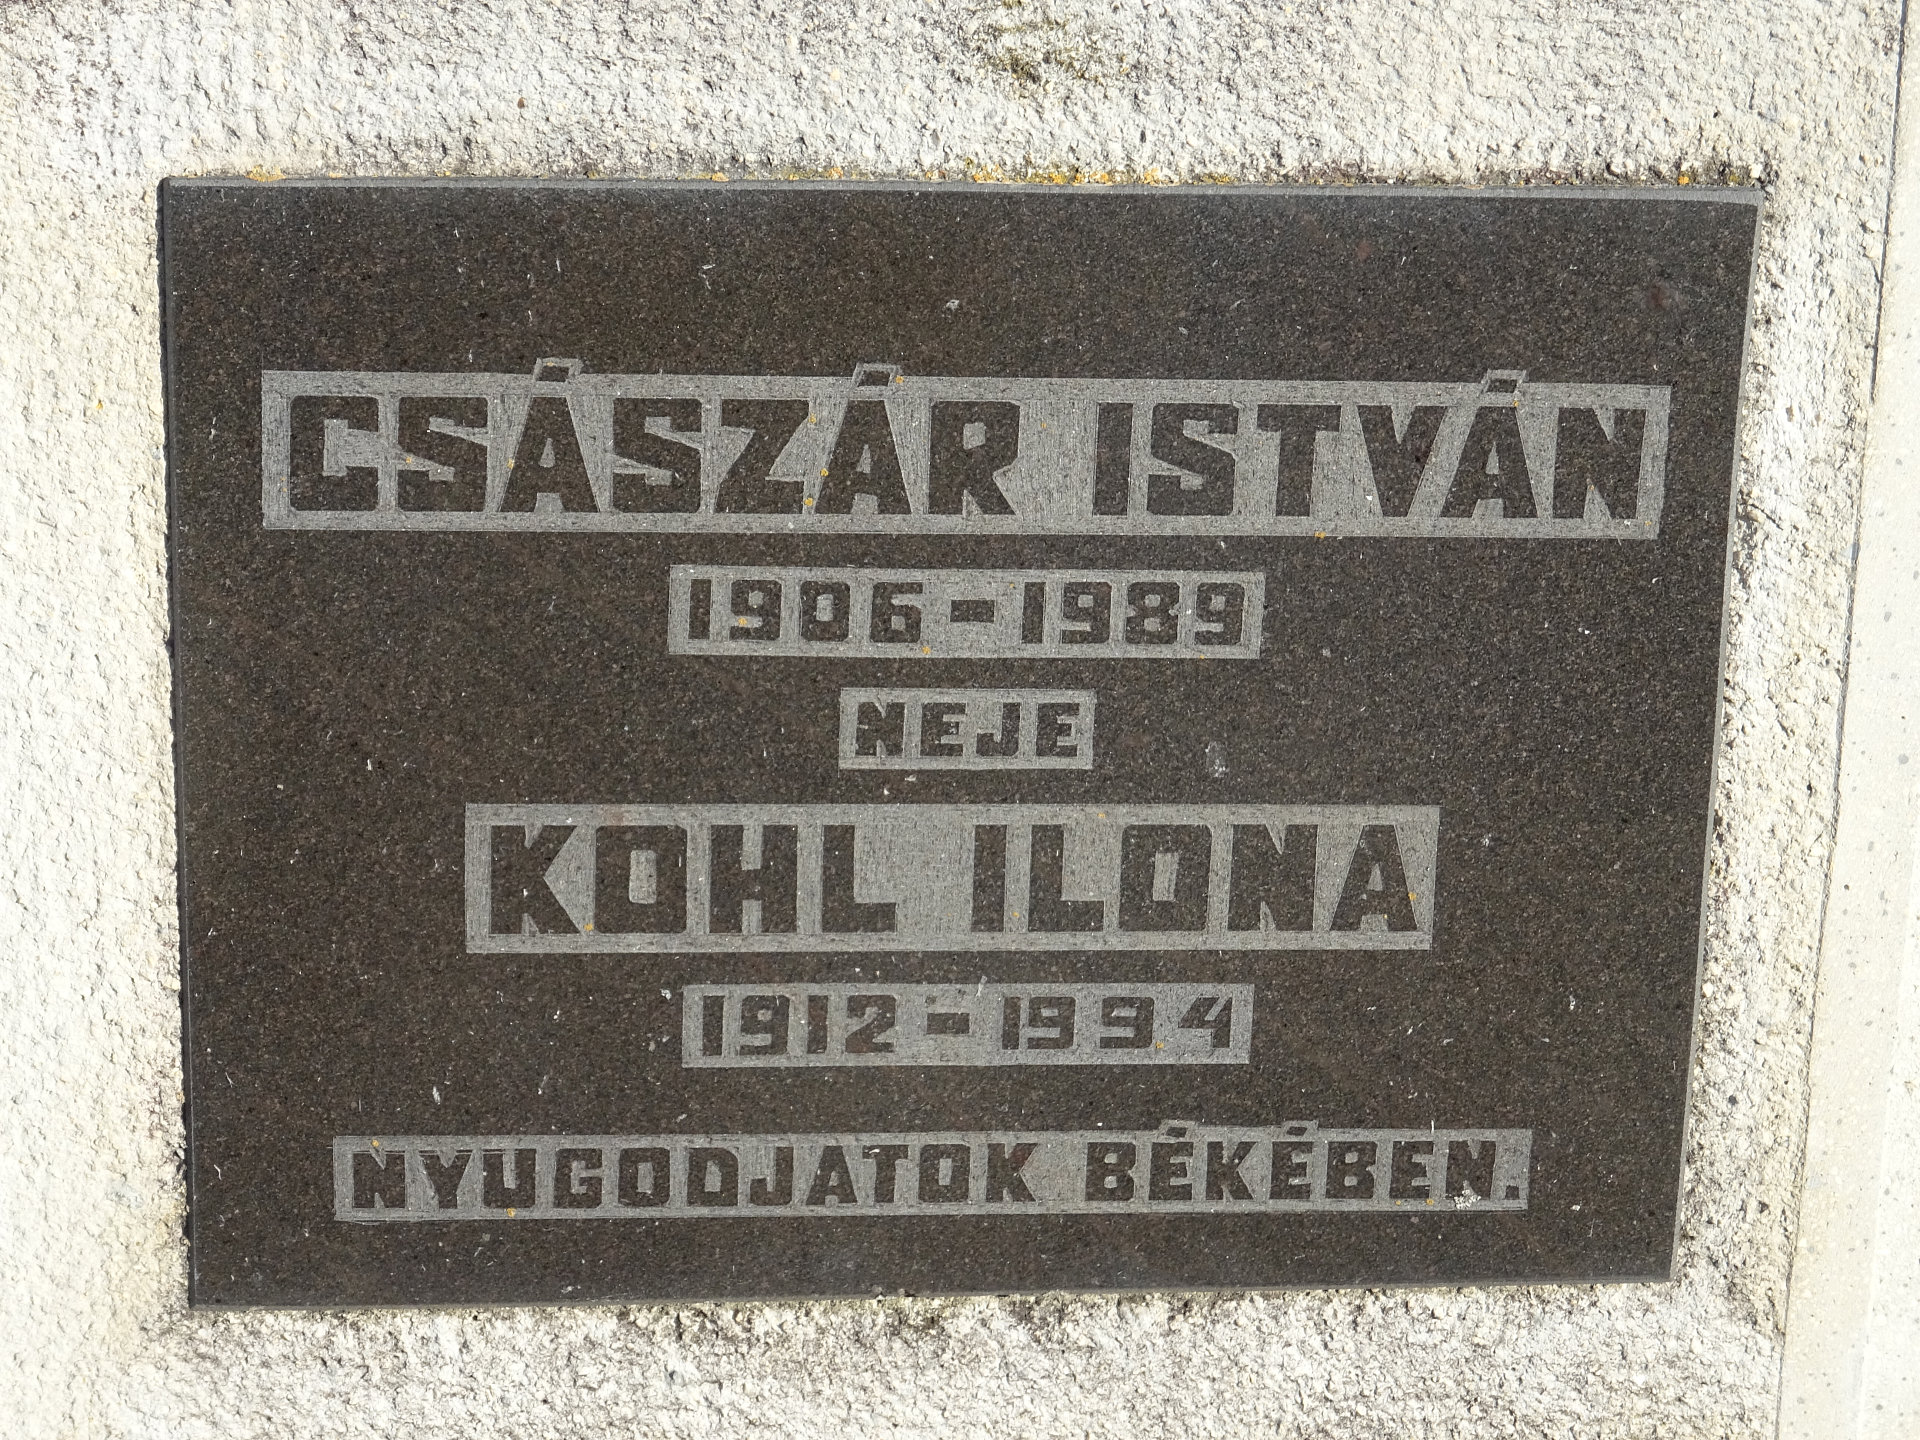 CSÁSZÁR ISTVÁN
1906-1989
NEJE
KOHL ILONA
1912-1994
NYUGODJATOK BÉKÉBEN.